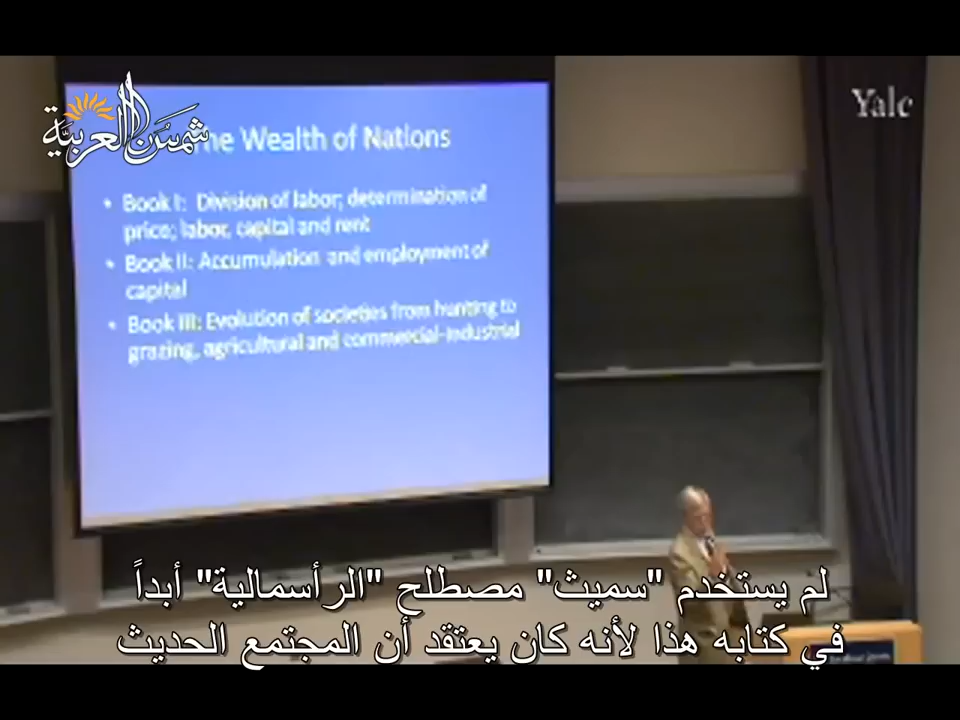 Yale
شمس العربية
The Wealth of Nations
• Book I: Division of labor; determination of
price; labor, capital and rent
• Book II: Accumulation and employment of
capital
• Book III: Evolution of societies from hunting to
grazing, agricultural and commercial-industrial
لم يستخدم "سميث" مصطلح "الرأسمالية" أبداً
في كتابه هذا لأنه كان يعتقد أن المجتمع الحديث